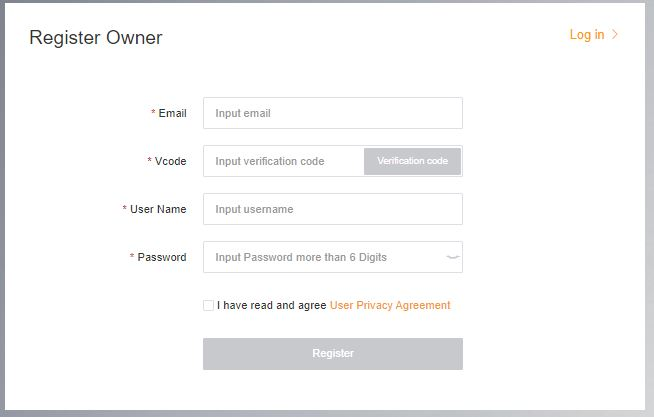 Register Owner
Log in >
* Email Input email
* Vcode Input verification code Verification code
* User Name Input username
* Password Input Password more than 6 Digits
I have read and agree User Privacy Agreement
Register